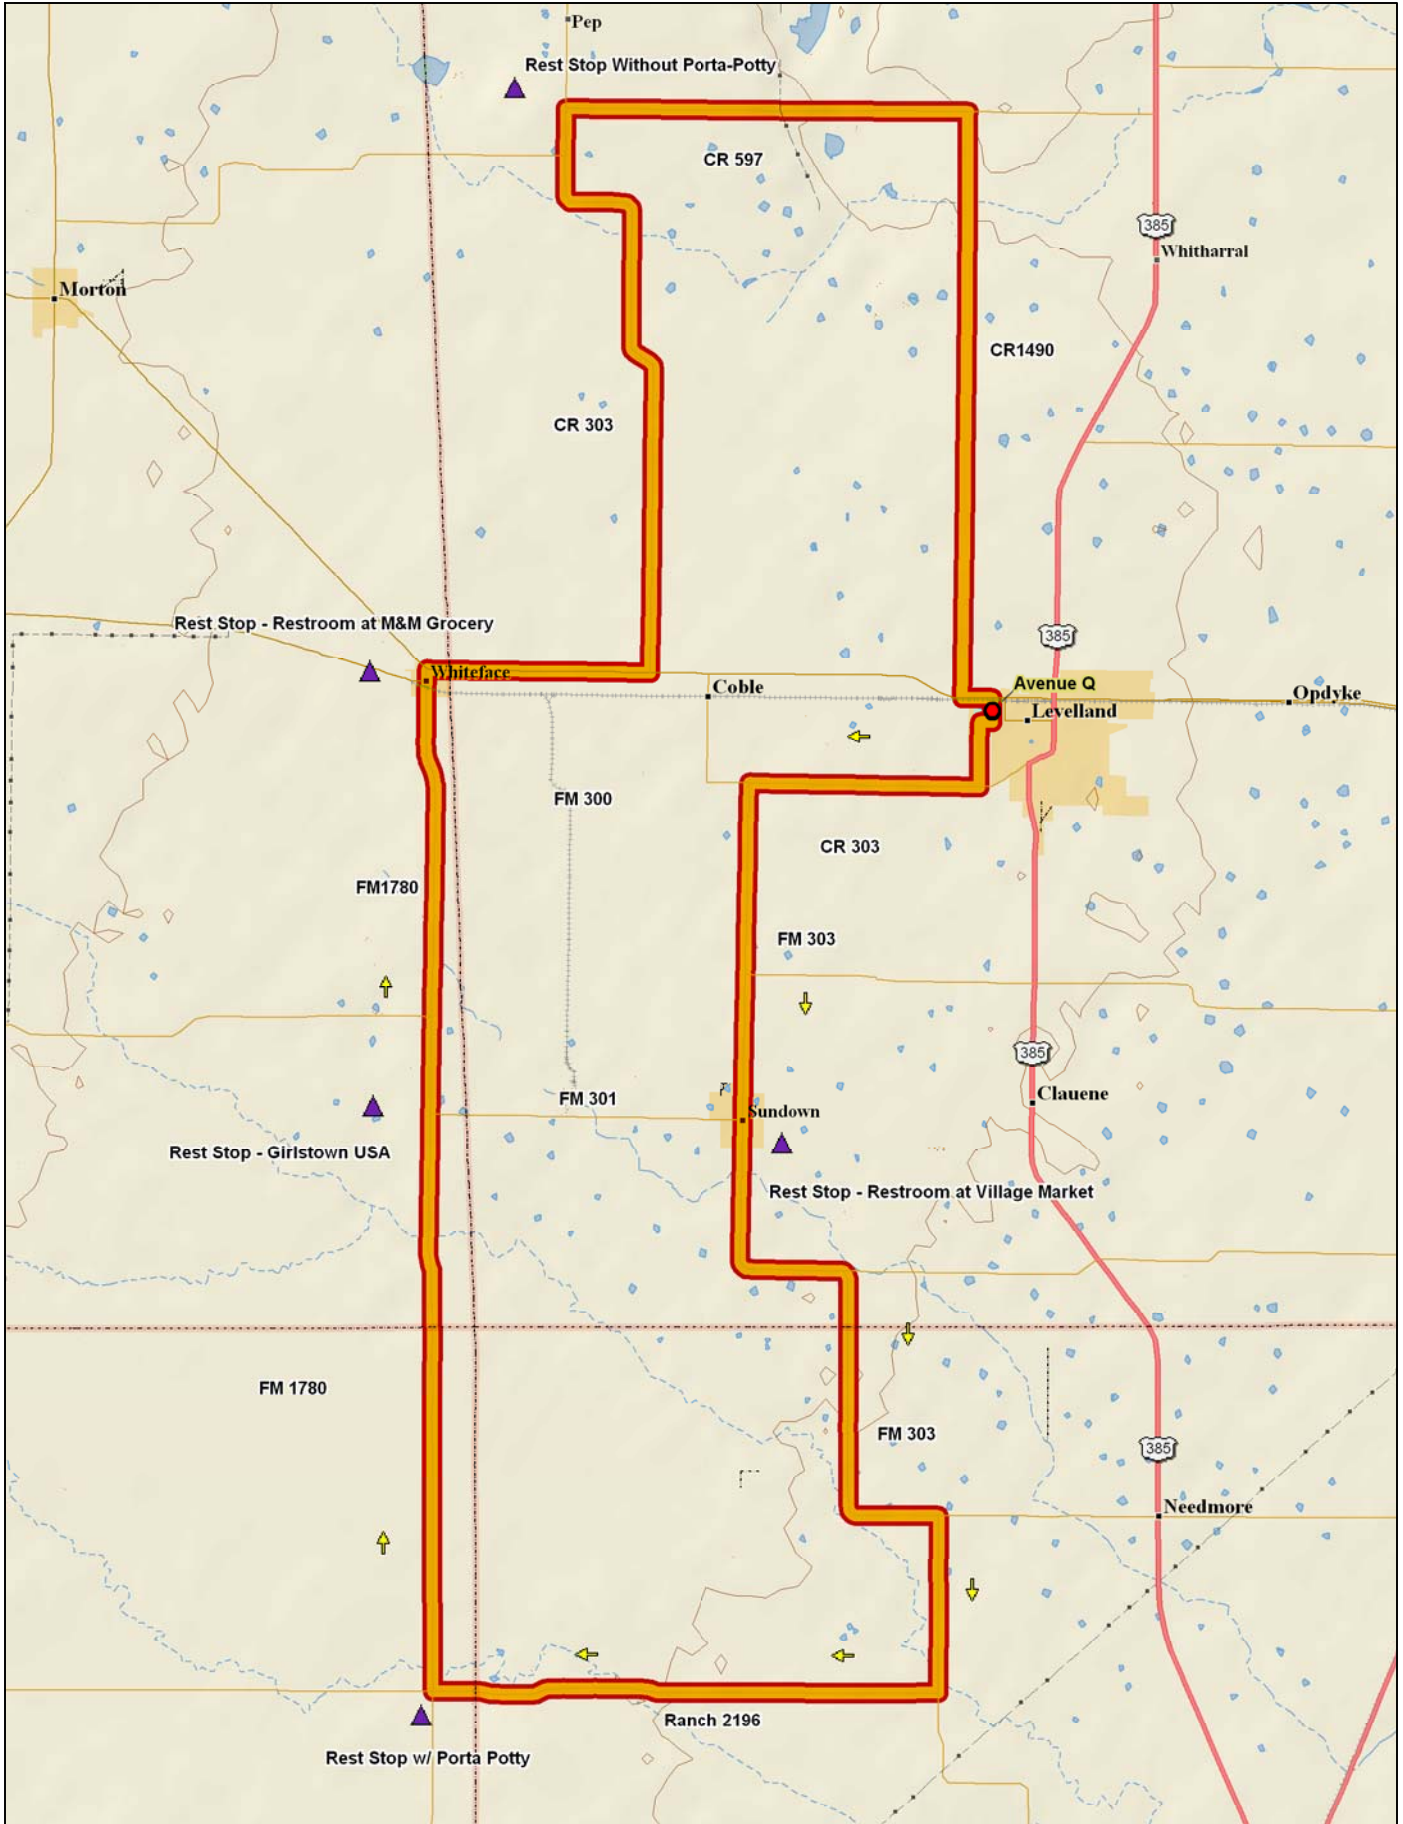 Pep
Rest Stop Without Porta-Potty
CR 597
385
Whitharral
Morton
CR1490
CR 303
Rest Stop - Restroom at M&M Grocery
385
Whiteface
Coble
Avenue Q
Levelland
Opdyke
FM 300
CR 303
FM1780
FM 303
385
Clauene
FM 301
Sundown
Rest Stop - Girlstown USA
Rest Stop - Restroom at Village Market
FM 1780
FM 303
385
Needmore
Ranch 2196
Rest Stop w/ Porta Potty